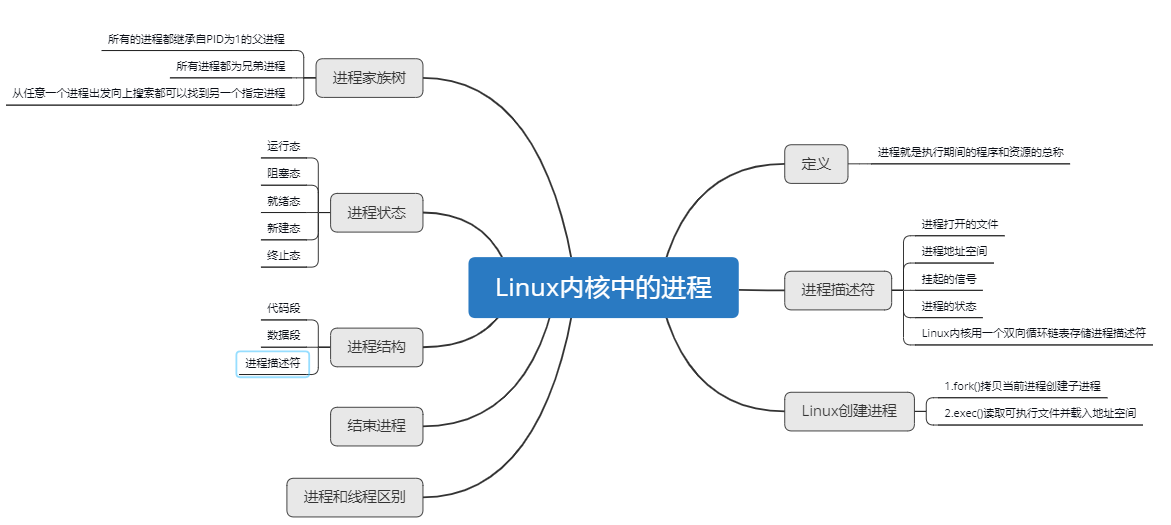 Linux内核中的进程
进程家族树
所有的进程都继承自PID为1的父进程
所有进程都为兄弟进程
从任意一个进程出发向上搜索都可以找到另一个指定进程
进程状态
运行态
阻塞态
就绪态
新建态
终止态
进程结构
代码段
数据段
进程描述符
结束进程
进程和线程区别
定义
进程就是执行期间的程序和资源的总称
进程描述符
进程打开的文件
进程地址空间
挂起的信号
进程的状态
Linux内核用一个双向循环链表存储进程描述符
Linux创建进程
1.fork()拷贝当前进程创建子进程
2.exec()读取可执行文件并载入地址空间